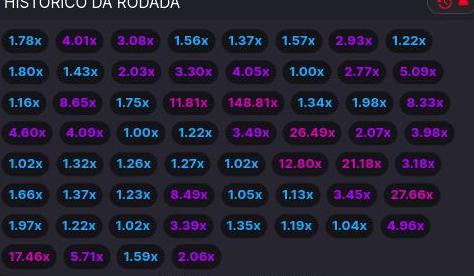 HISTÓRICO DA RODADA
1.78x 4.01x 3.08x 1.56x 1.37x 1.57x 2.93x 1.22x
1.80x 1.43x 2.03x 3.30x 4.05x 1.00x 2.77x 5.09x
1.16x 8.65x 1.75x 11.81x 148.81x 1.34x 1.98x 8.33x
4.60x 4.09x 1.00x 1.22x 3.49x 26.49x 2.07x 3.98x
1.02x 1.32x 1.26x 1.27x 1.02x 12.80x 21.18x 3.18x
1.66x 1.37x 1.23x 8.49x 1.05x 1.13x 3.45x 27.66x
1.97x 1.22x 1.02x 3.39x 1.35x 1.19x 1.04x 4.96x
17.46x 5.71x 1.59x 2.06x